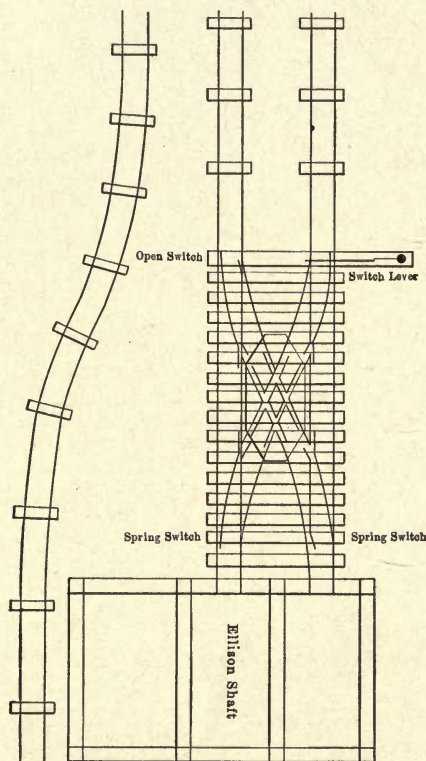 Open Switch
Switch Lever
Spring Switch
Spring Switch
Ellison Shaft